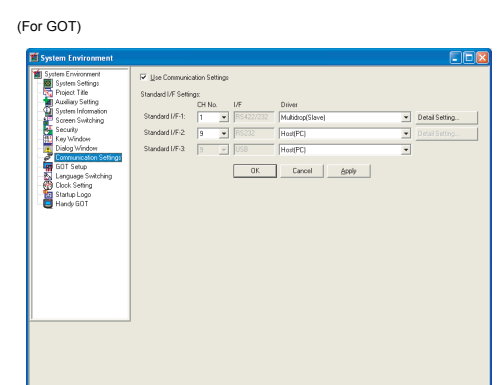 (For GOT)
System Environment
System Environment
System Settings
Project Title
Auxiliary Setting
System Information
Screen Switching
Security
Key Window
Dialog Window
Communication Settings
GOT Setup
Language Switching
Clock Setting
Startup Logo
Handy GOT
Use Communication Settings
Standard I/F Settings:
CH No. I/F Driver
Standard I/F-1: 1 RS422/232 Multidrop(Slave) Detail Setting...
Standard I/F-2: 9 RS232 Host(PC) Detail Setting...
Standard I/F-3: 9 USB Host(PC)
OK Cancel Apply